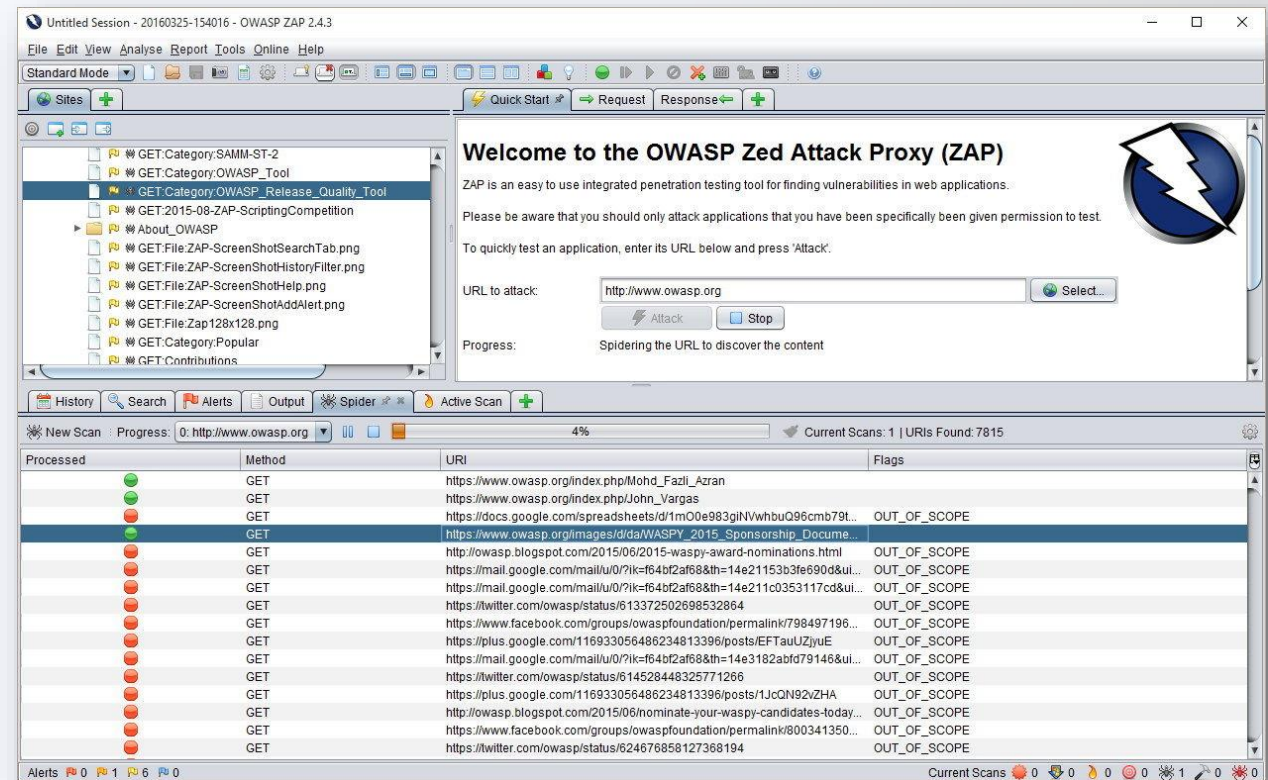 Untitled Session - 20160325-154016 - OWASP ZAP 2.4.3
File Edit View Analyse Report Tools Online Help
Standard Mode
Sites
Quick Start
Request
Response
GET:Category:SAMM-ST-2
GET:Category:OWASP_Tool
GET:Category:OWASP_Release_Quality_Tool
GET:2015-08-ZAP-ScriptingCompetition
About_OWASP
GET:File:ZAP-ScreenShotSearchTab.png
GET:File:ZAP-ScreenShotHistoryFilter.png
GET:File:ZAP-ScreenShotHelp.png
GET:File:ZAP-ScreenShotAddAlert.png
GET:File:Zap128x128.png
GET:Category:Popular
GET:Contributions
Welcome to the OWASP Zed Attack Proxy (ZAP)
ZAP is an easy to use integrated penetration testing tool for finding vulnerabilities in web applications.
Please be aware that you should only attack applications that you have been specifically been given permission to test.
To quickly test an application, enter its URL below and press 'Attack'.
URL to attack: http://www.owasp.org Select...
Attack Stop
Progress: Spidering the URL to discover the content
History Search Alerts Output Spider Active Scan
New Scan Progress: 0: http://www.owasp.org 4% Current Scans: 1 | URIs Found: 7815
Processed Method URI Flags
GET https://www.owasp.org/index.php/Mohd_Fazli_Azran
GET https://www.owasp.org/index.php/John_Vargas
GET https://docs.google.com/spreadsheets/d/1mO0e983giNVwhbuQ96cmb79t... OUT_OF_SCOPE
GET https://www.owasp.org/images/d/da/WASPY_2015_Sponsorship_Docume...
GET http://owasp.blogspot.com/2015/06/2015-waspy-award-nominations.html OUT_OF_SCOPE
GET https://mail.google.com/mail/u/0/?ik=f64bf2af68&th=14e21153b3fe690d&ui... OUT_OF_SCOPE
GET https://mail.google.com/mail/u/0/?ik=f64bf2af68&th=14e211c0353117cd&ui... OUT_OF_SCOPE
GET https://twitter.com/owasp/status/613372502698532864 OUT_OF_SCOPE
GET https://www.facebook.com/groups/owaspfoundation/permalink/798497196... OUT_OF_SCOPE
GET https://plus.google.com/116933056486234813396/posts/EFTauUZjyuE OUT_OF_SCOPE
GET https://mail.google.com/mail/u/0/?ik=f64bf2af68&th=14e3182abfd79146&ui... OUT_OF_SCOPE
GET https://twitter.com/owasp/status/614528448325771266 OUT_OF_SCOPE
GET https://plus.google.com/116933056486234813396/posts/1JcQN92vZHA OUT_OF_SCOPE
GET http://owasp.blogspot.com/2015/06/nominate-your-waspy-candidates-today... OUT_OF_SCOPE
GET https://www.facebook.com/groups/owaspfoundation/permalink/800341350... OUT_OF_SCOPE
GET https://twitter.com/owasp/status/624676858127368194 OUT_OF_SCOPE
Alerts 0 1 6 0 Current Scans 0 0 0 0 1 0 0